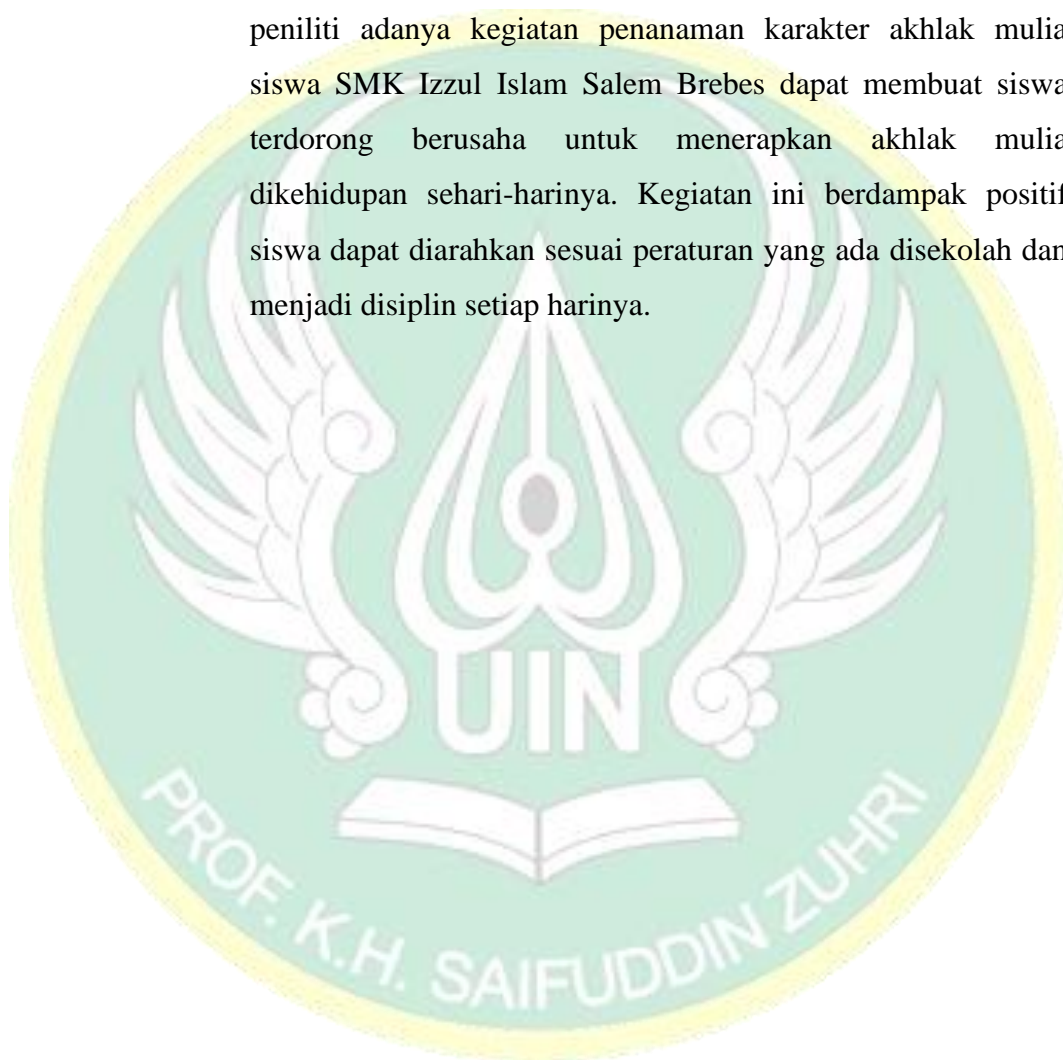 peniliti adanya kegiatan penanaman karakter akhlak mulia
siswa SMK Izzul Islam Salem Brebes dapat membuat siswa
terdorong berusaha untuk menerapkan akhlak mulia
dikehidupan sehari-harinya. Kegiatan ini berdampak positif
siswa dapat diarahkan sesuai peraturan yang ada disekolah dan
menjadi disiplin setiap harinya.
UIN
PROF. K.H. SAIFUDDIN ZUHRI